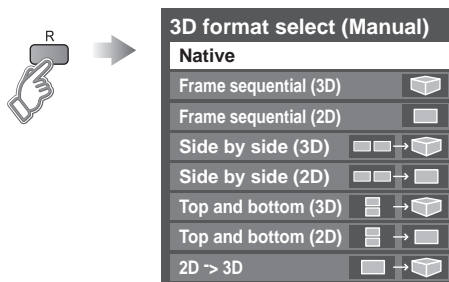 R
3D format select (Manual)
Native
Frame sequential (3D)
Frame sequential (2D)
Side by side (3D)
Side by side (2D)
Top and bottom (3D)
Top and bottom (2D)
2D -> 3D